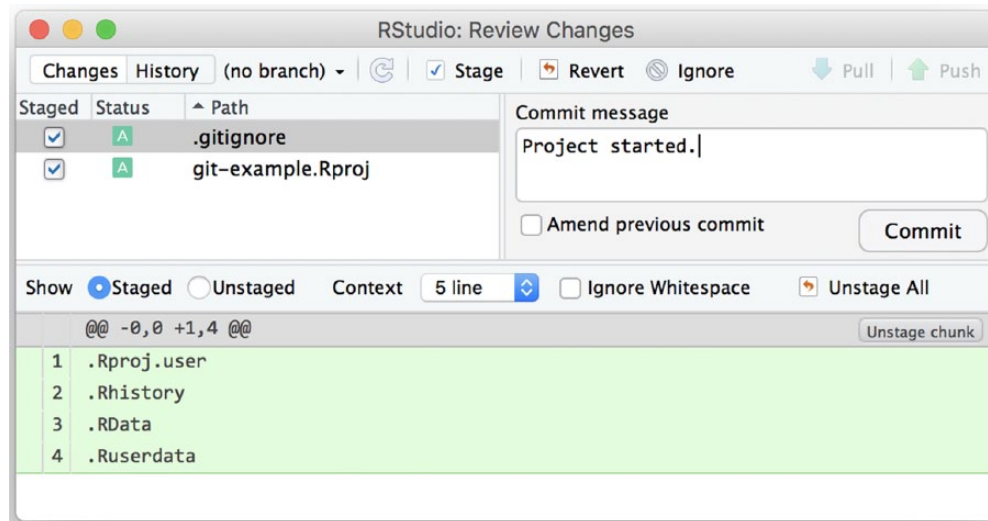 RStudio: Review Changes
Changes History (no branch) Stage Revert Ignore Pull Push
Staged Status Path
A .gitignore
A git-example.Rproj
Commit message
Project started.
Amend previous commit Commit
Show Staged Unstaged Context 5 line Ignore Whitespace Unstage All
@@ -0,0 +1,4 @@ Unstage chunk
1 .Rproj.user
2 .Rhistory
3 .RData
4 .Ruserdata